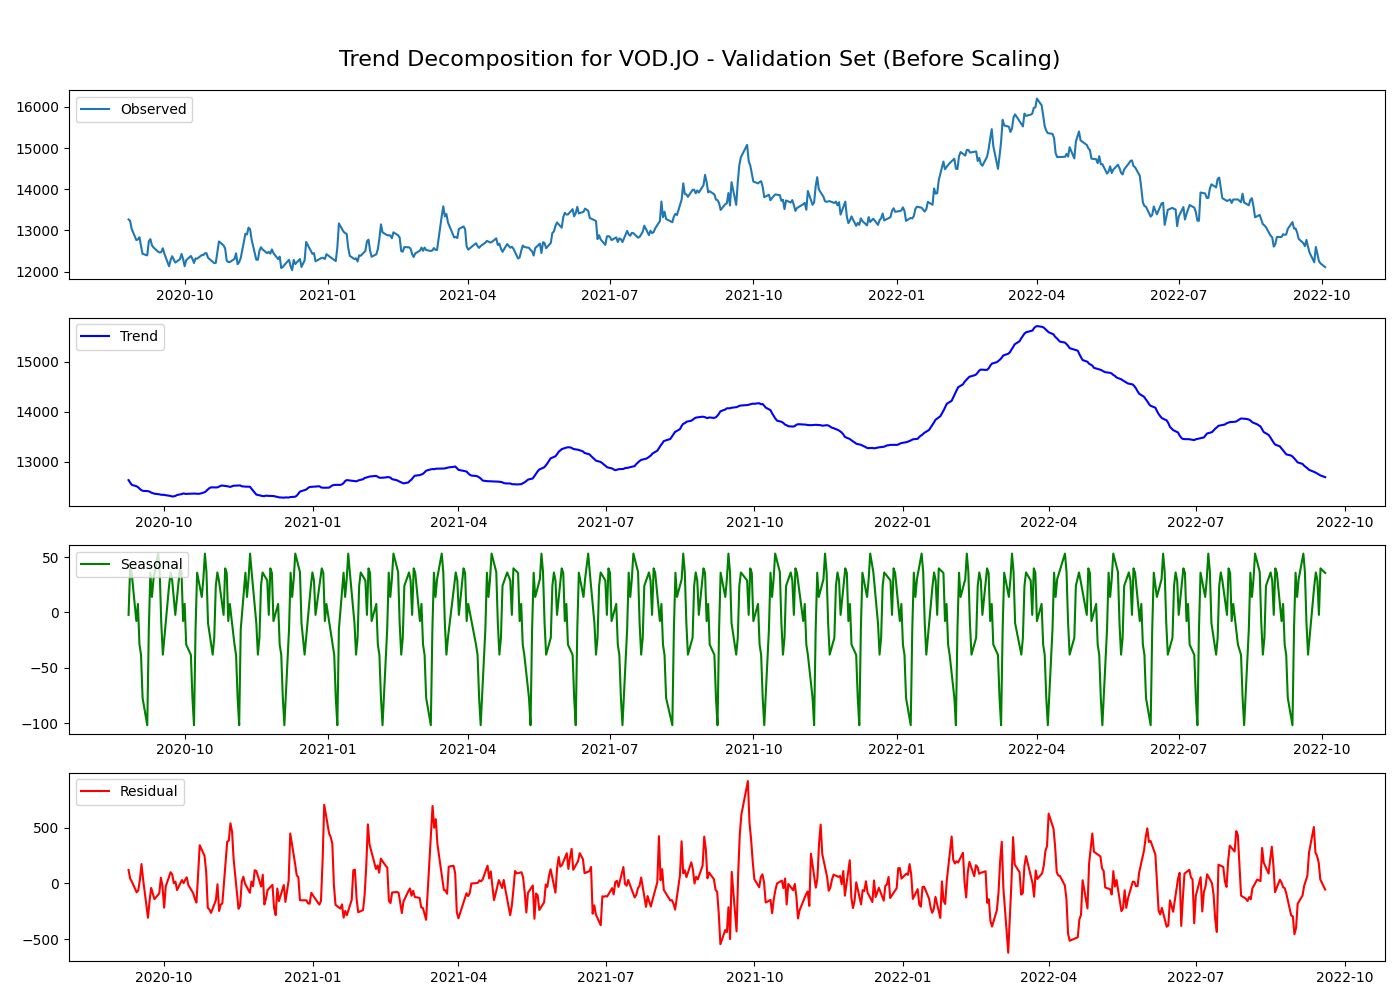 Trend Decomposition for VOD.JO - Validation Set (Before Scaling)
Observed
16000
15000
14000
13000
12000
2020-10 2021-01 2021-04 2021-07 2021-10 2022-01 2022-04 2022-07 2022-10
Trend
15000
14000
13000
2020-10 2021-01 2021-04 2021-07 2021-10 2022-01 2022-04 2022-07 2022-10
Seasonal
50
0
−50
−100
2020-10 2021-01 2021-04 2021-07 2021-10 2022-01 2022-04 2022-07 2022-10
Residual
500
0
−500
2020-10 2021-01 2021-04 2021-07 2021-10 2022-01 2022-04 2022-07 2022-10